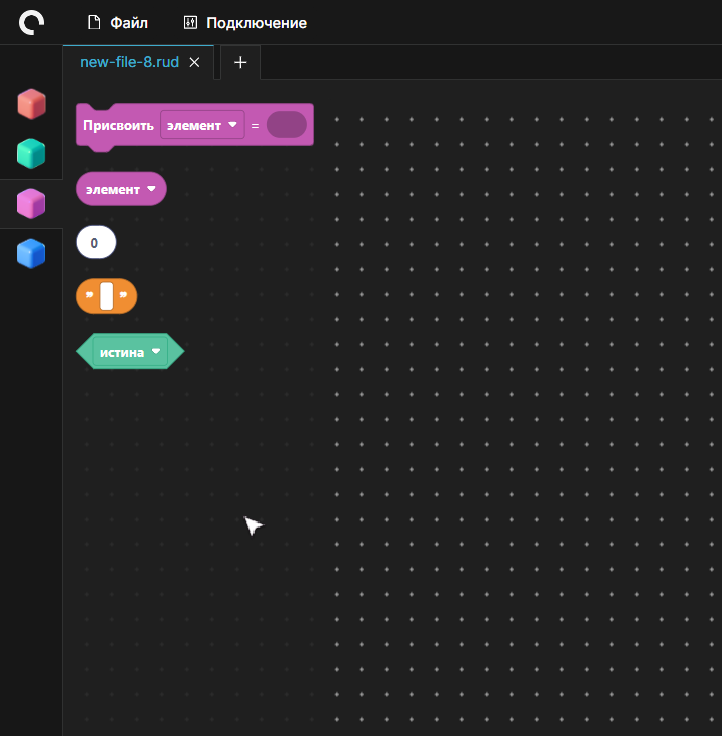 Файл Подключение
new-file-8.rud
Присвоить элемент =
элемент
0
" "
истина